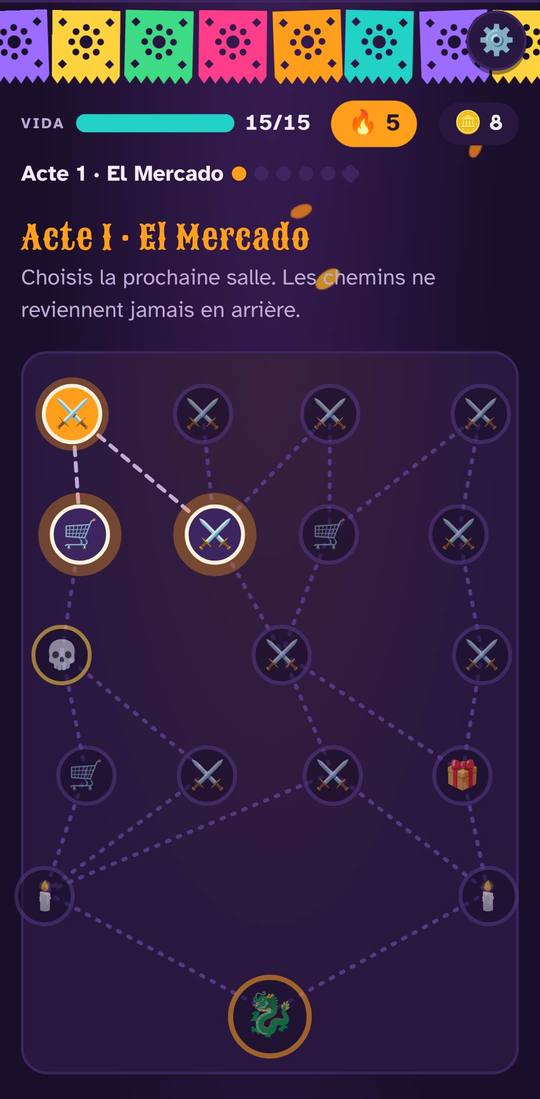 VIDA 15/15 5 8
Acte 1 · El Mercado
Acte I · El Mercado
Choisis la prochaine salle. Les chemins ne
reviennent jamais en arrière.